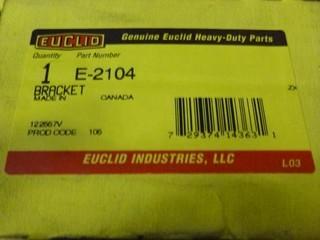 EUCLID
Genuine Euclid Heavy-Duty Parts
Quantity Part Number
1 E-2104
BRACKET
MADE IN CANADA
ZX
122667V
PROD CODE 106
7 29374 14363 1
EUCLID INDUSTRIES, LLC
L03